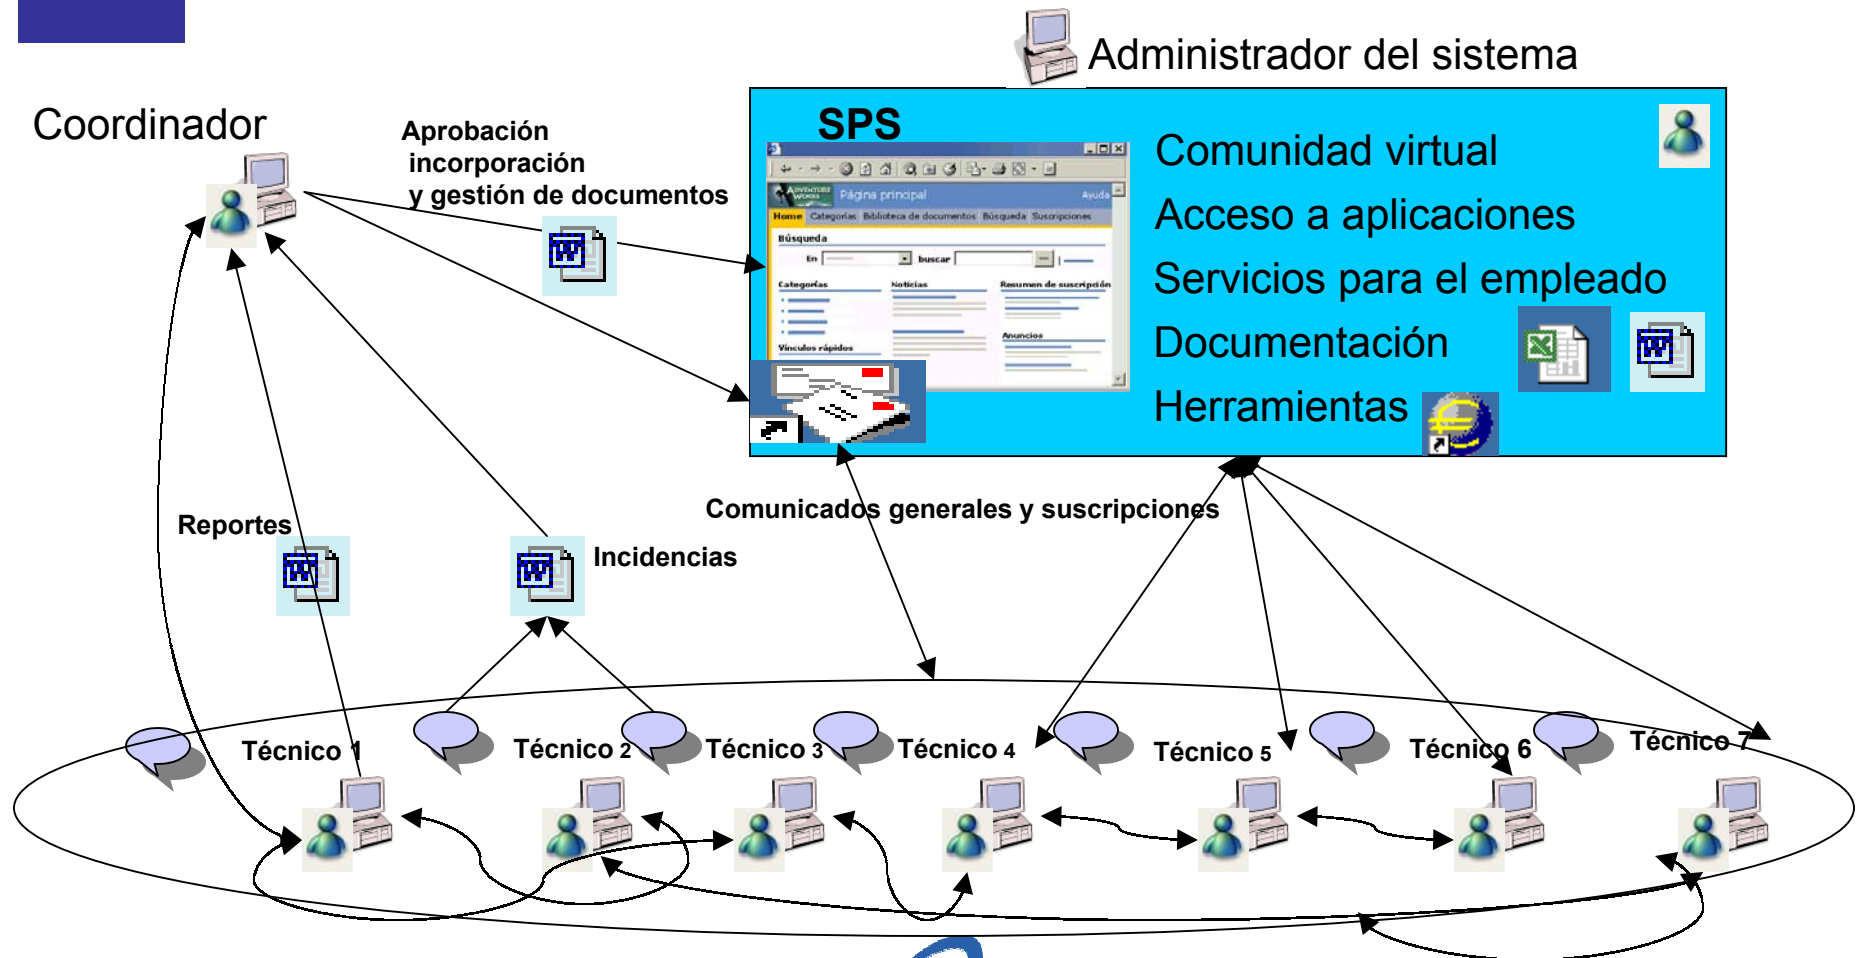 Administrador del sistema
Coordinador
Aprobación
incorporación
y gestión de documentos
SPS
Comunidad virtual
Acceso a aplicaciones
Servicios para el empleado
Documentación
Herramientas
ADVENTURE
WORKS
Página principal
Ayuda
Home Categorías Biblioteca de documentos Búsqueda Suscripciones
Búsqueda
En
buscar
Categorías
Noticias
Resumen de suscripción
Anuncios
Vínculos rápidos
Comunicados generales y suscripciones
Reportes
Incidencias
Técnico 1
Técnico 2
Técnico 3
Técnico 4
Técnico 5
Técnico 6
Técnico 7